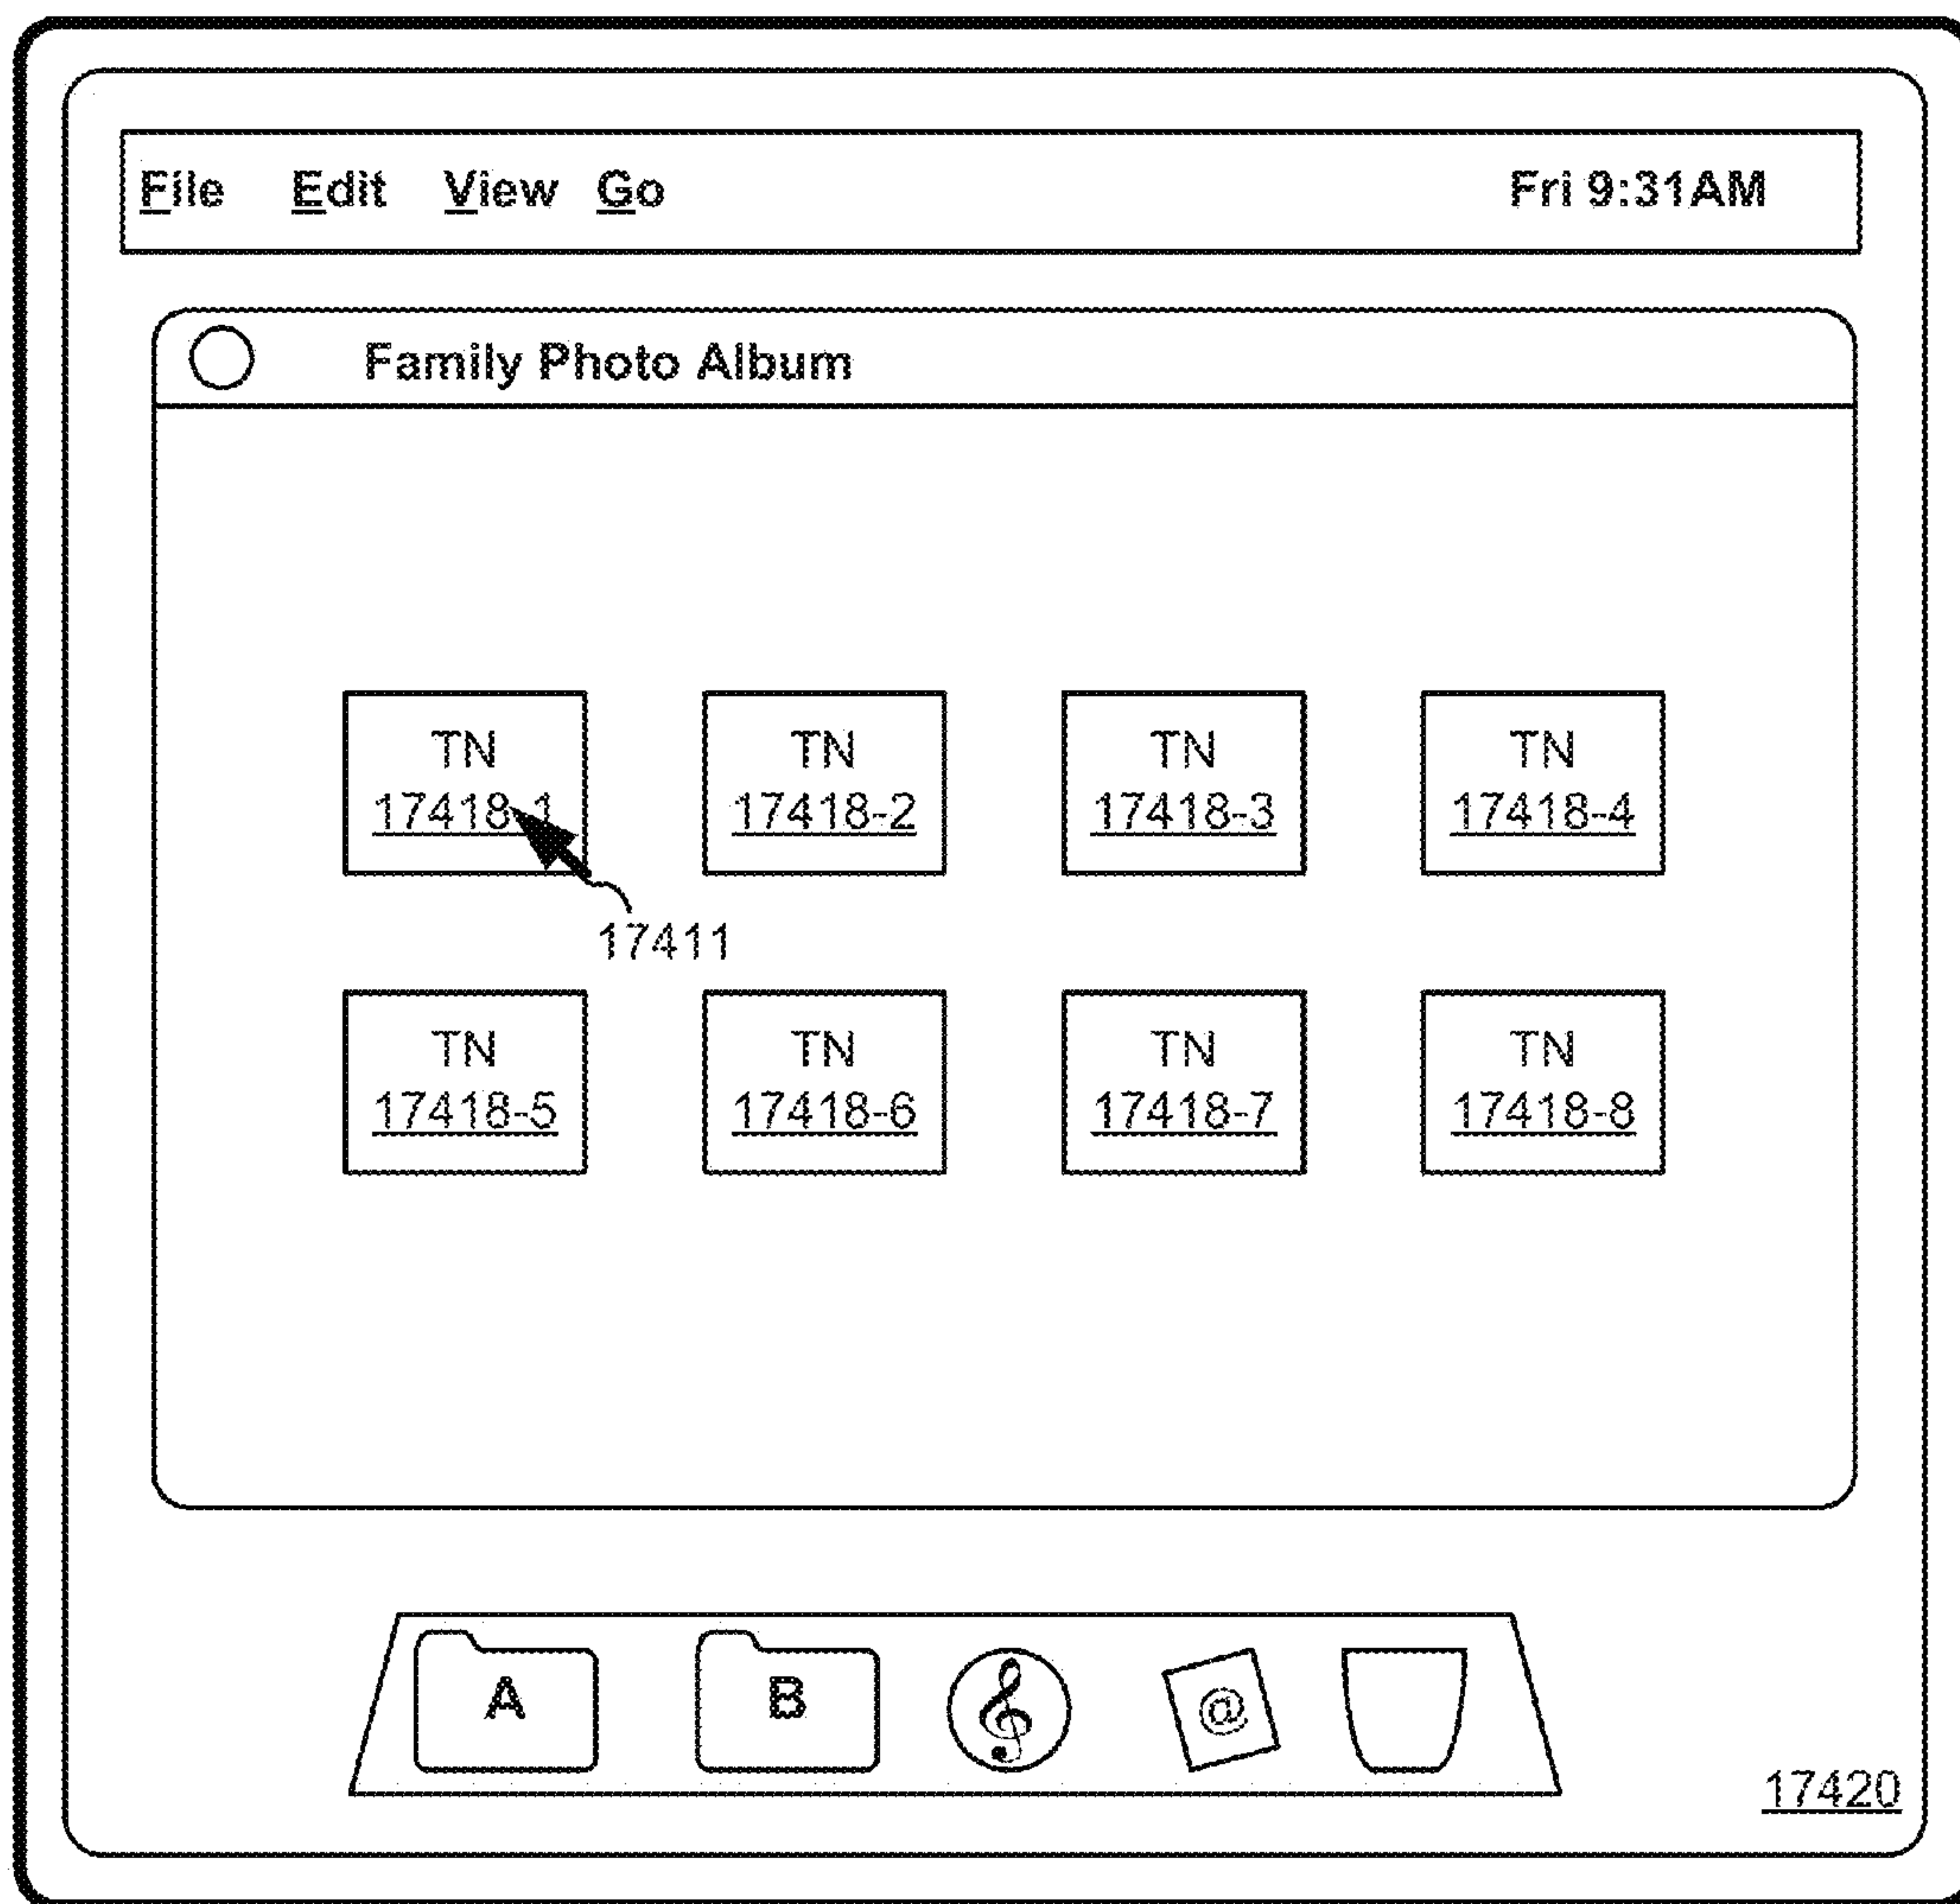 File Edit View Go Fri 9:31AM
Family Photo Album
TN TN TN TN
17418-1 17418-2 17418-3 17418-4
17411
TN TN TN TN
17418-5 17418-6 17418-7 17418-8
A B @
17420